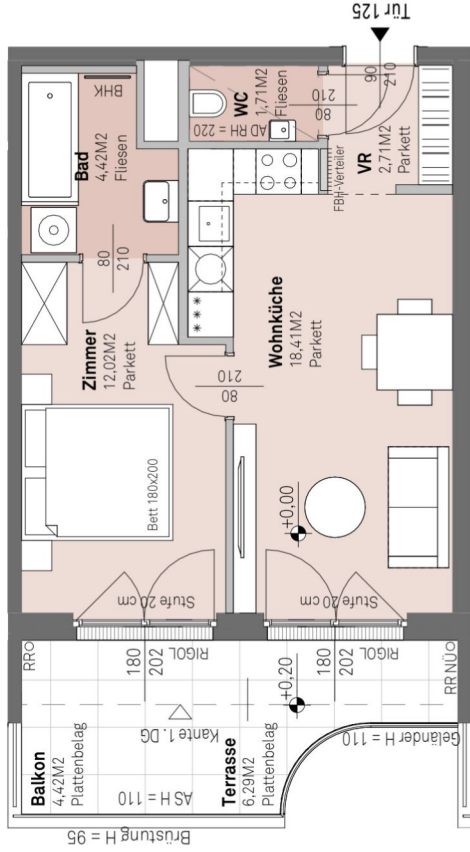 Tür 125
90
210
BHK
Bad
4,42M2
Fliesen
WC
1,71M2
Fliesen
AD RH = 220
80
210
VR
2,71M2
Parkett
FBH-Verteiler
80
210
Zimmer
12,02M2
Parkett
80
210
Wohnküche
18,41M2
Parkett
***
Bett 180x200
+0,00
Stufe 20 cm
Stufe 20 cm
RRO
180
202
RIGOL
180
202
RIGOL
RR NÜO
+0,20
Kante 1. DG
Balkon
4,42M2
Plattenbelag
ASH = 110
Terrasse
6,29M2
Plattenbelag
Geländer H = 110
Brüstung H = 95